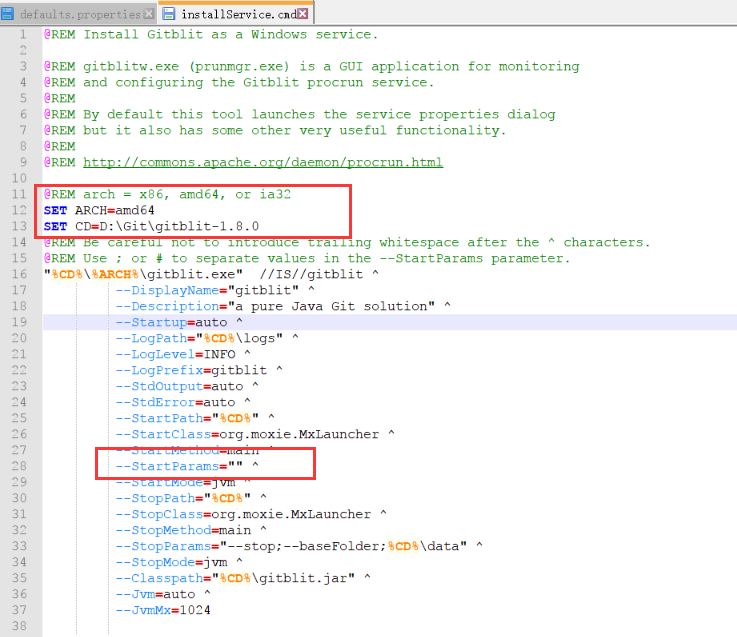 defaults.properties installService.cmd
1 @REM Install Gitblit as a Windows service.
2
3 @REM gitblitw.exe (prunmgr.exe) is a GUI application for monitoring
4 @REM and configuring the Gitblit procrun service.
5 @REM
6 @REM By default this tool launches the service properties dialog
7 @REM but it also has some other very useful functionality.
8 @REM
9 @REM http://commons.apache.org/daemon/procrun.html
10
11 @REM arch = x86, amd64, or ia32
12 SET ARCH=amd64
13 SET CD=D:\Git\gitblit-1.8.0
14 @REM Be careful not to introduce trailing whitespace after the ^ characters.
15 @REM Use ; or # to separate values in the --StartParams parameter.
16 "%CD%\%ARCH%\gitblit.exe"  //IS//gitblit ^
17 --DisplayName="gitblit" ^
18 --Description="a pure Java Git solution" ^
19 --Startup=auto ^
20 --LogPath="%CD%\logs" ^
21 --LogLevel=INFO ^
22 --LogPrefix=gitblit ^
23 --StdOutput=auto ^
24 --StdError=auto ^
25 --StartPath="%CD%" ^
26 --StartClass=org.moxie.MxLauncher ^
27 --StartMethod=main ^
28 --StartParams="" ^
29 --StartMode=jvm ^
30 --StopPath="%CD%" ^
31 --StopClass=org.moxie.MxLauncher ^
32 --StopMethod=main ^
33 --StopParams="--stop;--baseFolder;%CD%\data" ^
34 --StopMode=jvm ^
35 --Classpath="%CD%\gitblit.jar" ^
36 --Jvm=auto ^
37 --JvmMx=1024
38